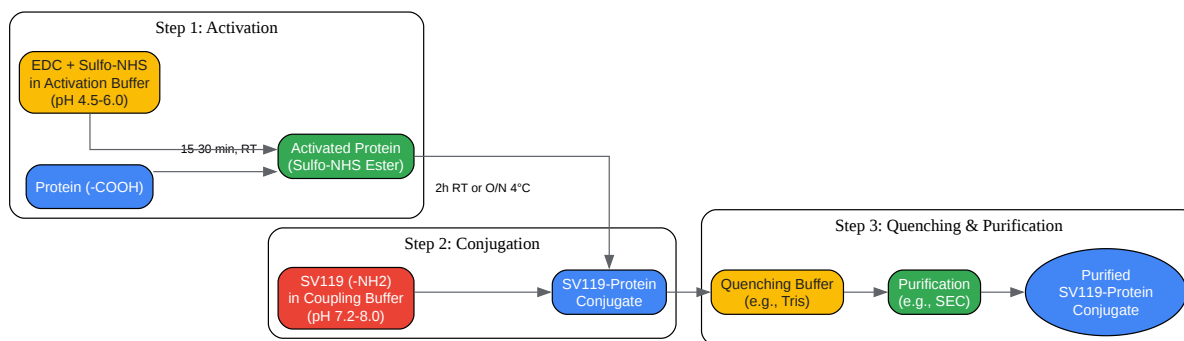 Step 1: Activation
EDC + Sulfo-NHS
in Activation Buffer
(pH 4.5-6.0)
15-30 min, RT
Activated Protein
(Sulfo-NHS Ester)
Protein (-COOH)
2h RT or O/N 4°C
Step 2: Conjugation
SV119 (-NH2)
in Coupling Buffer
(pH 7.2-8.0)
SV119-Protein
Conjugate
Step 3: Quenching & Purification
Quenching Buffer
(e.g., Tris)
Purification
(e.g., SEC)
Purified
SV119-Protein
Conjugate